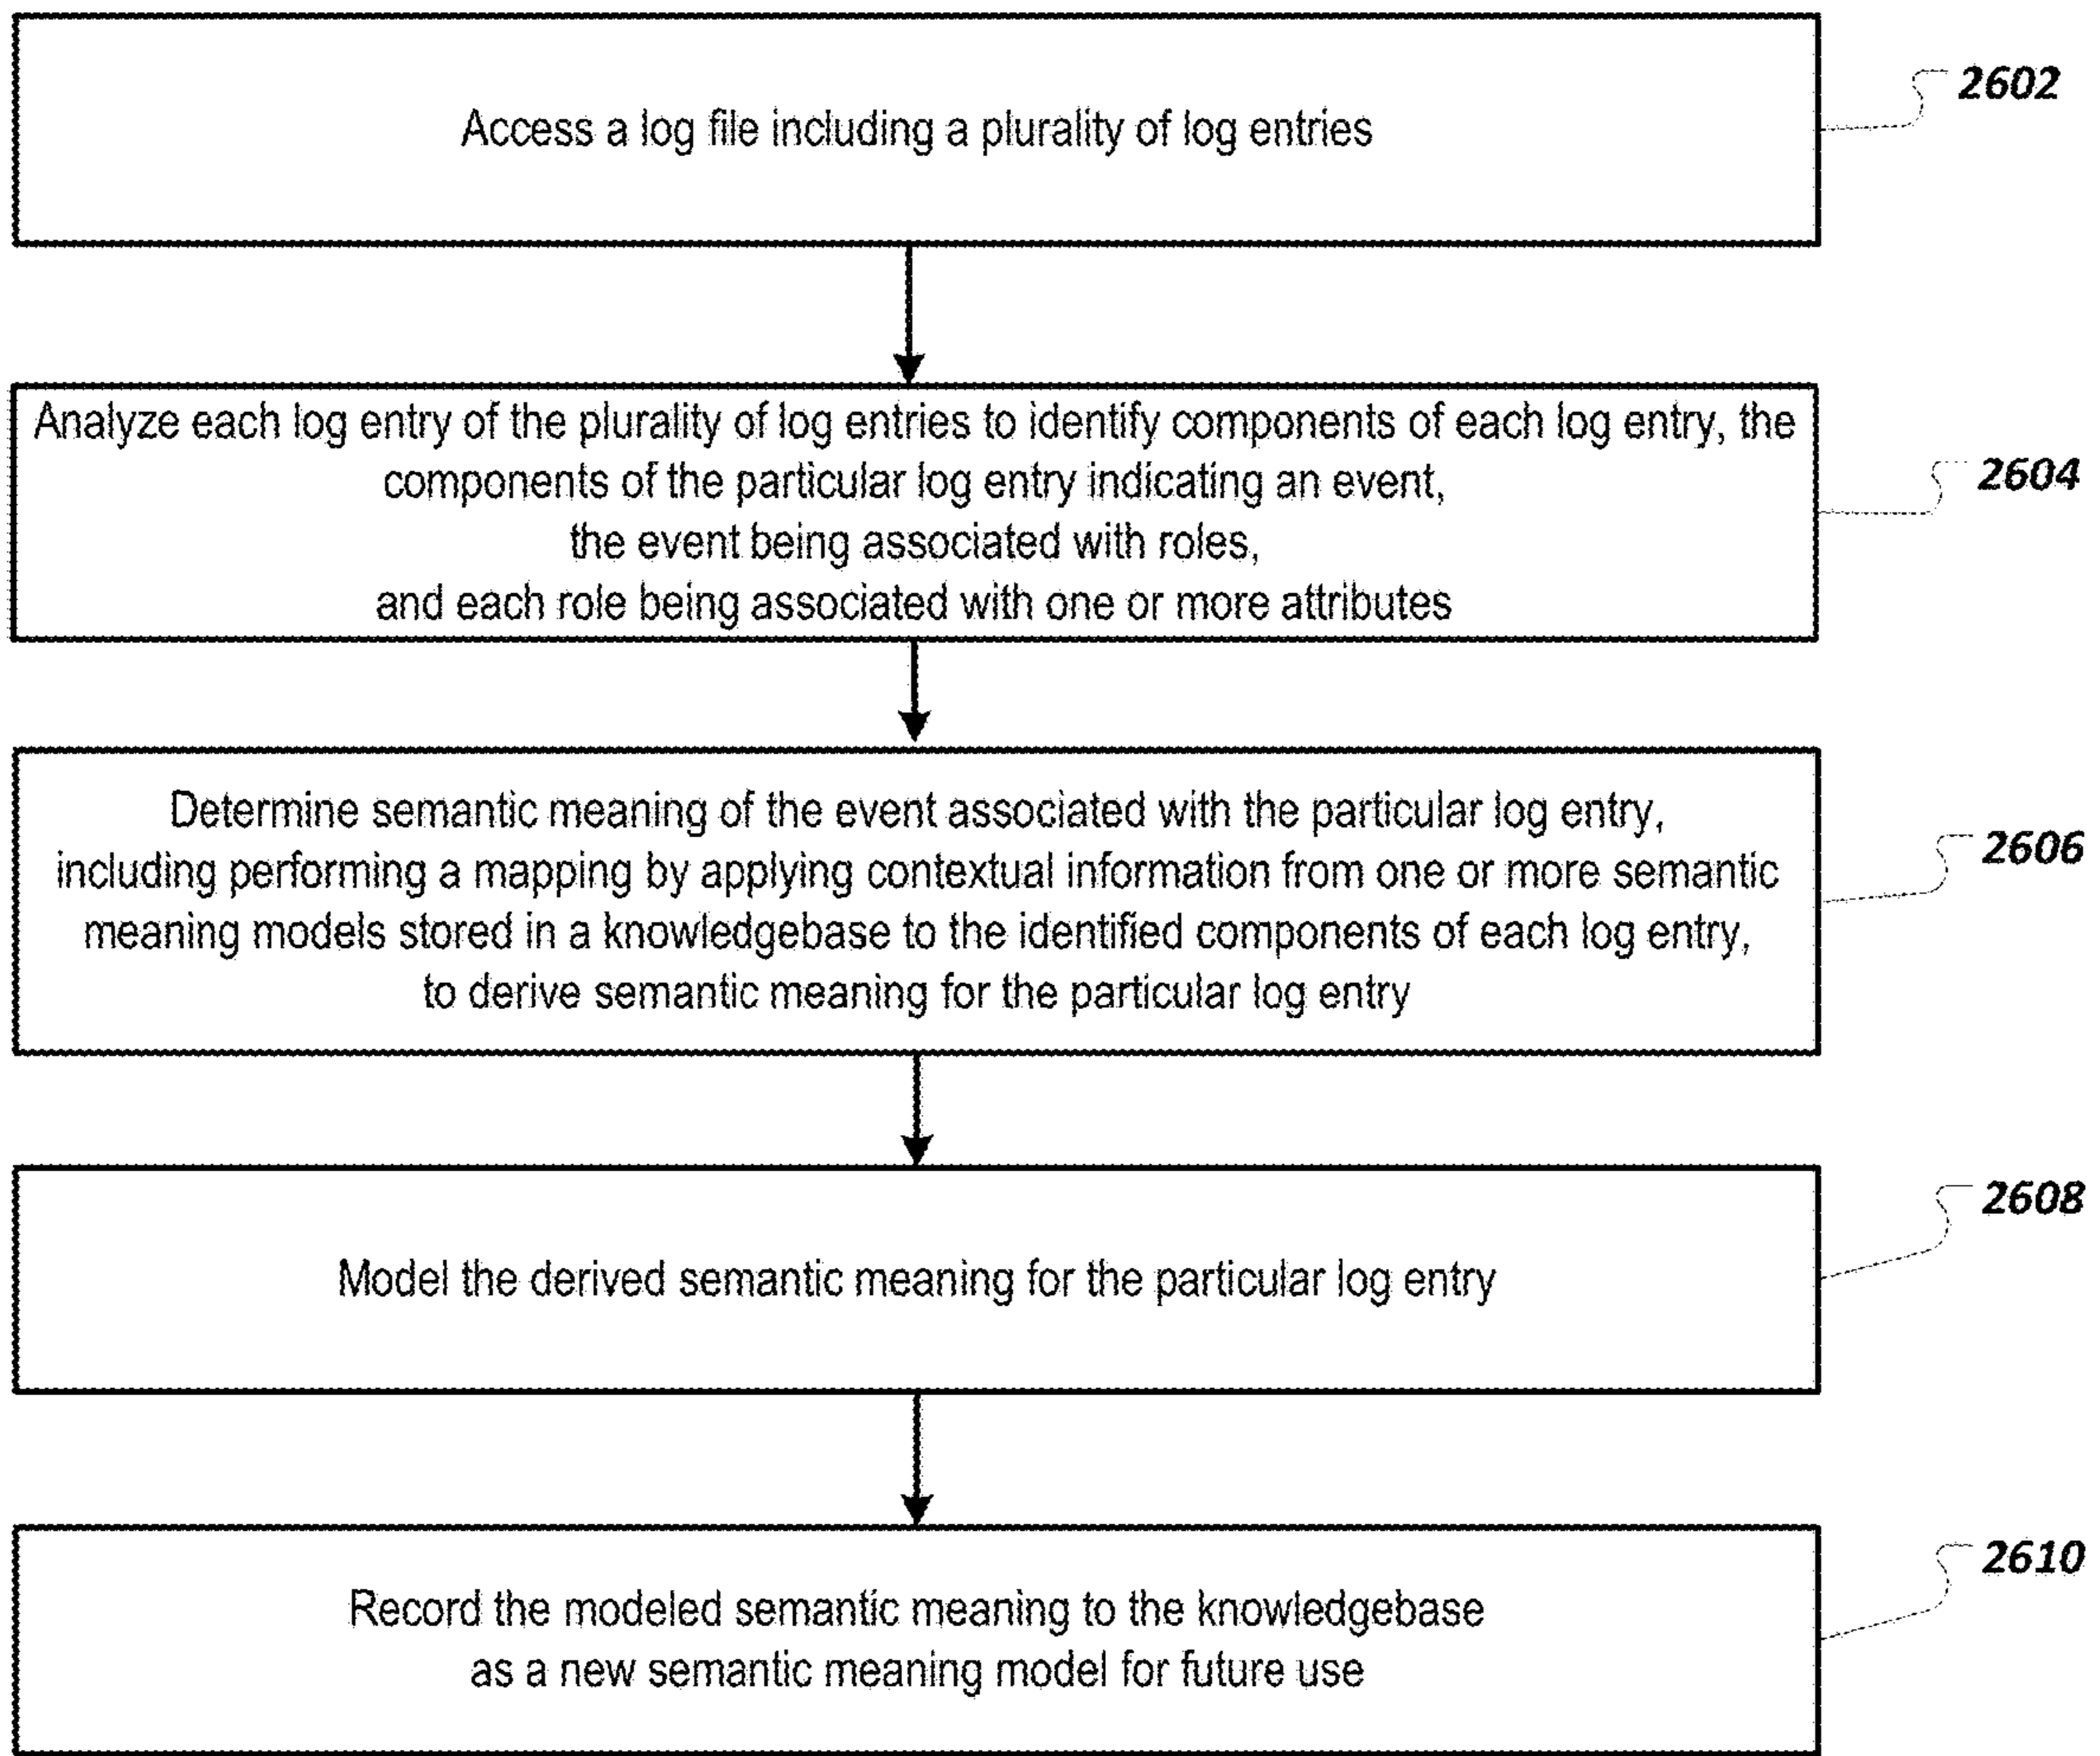 Access a log file including a plurality of log entries
2602
Analyze each log entry of the plurality of log entries to identify components of each log entry, the
components of the particular log entry indicating an event,
the event being associated with roles,
and each role being associated with one or more attributes
2604
Determine semantic meaning of the event associated with the particular log entry,
including performing a mapping by applying contextual information from one or more semantic
meaning models stored in a knowledgebase to the identified components of each log entry,
to derive semantic meaning for the particular log entry
2606
Model the derived semantic meaning for the particular log entry
2608
Record the modeled semantic meaning to the knowledgebase
as a new semantic meaning model for future use
2610